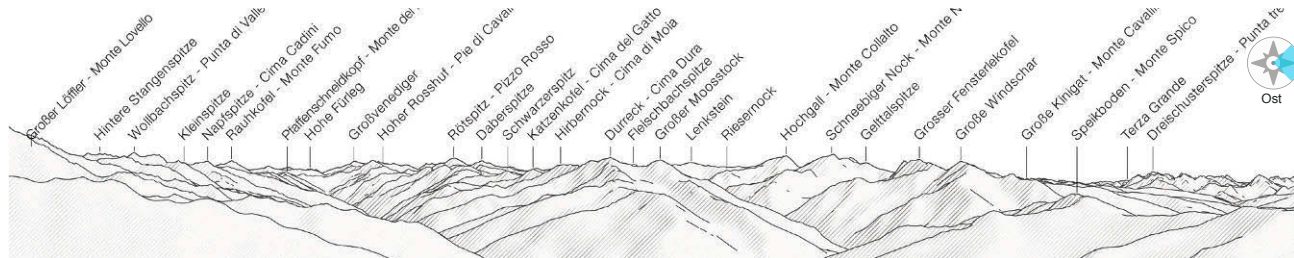 Großer Löffler - Monte Lovello
Hintere Stangenspitze
Wollbachspitz - Punta di Valle
Kleinspitze
Napfspitze - Cima Cadini
Rauhkofel - Monte Fumo
Pfaffenschneidkopf - Monte del
Hohe Fürleg
Großvenediger
Hoher Rosshuf - Pie di Cavall
Rötspitz - Pizzo Rosso
Daberspitze
Schwarzerspitz
Katzenkofel - Cima del Gatto
Hirbernock - Cima di Moia
Durreck - Cima Dura
Fleischbachspitze
Großer Moosstock
Lenkstein
Riesernock
Hochgall - Monte Collalto
Schneebiger Nock - Monte N
Gelttalspitze
Grosser Fensterlekofel
Große Windschar
Große Kinigat - Monte Cavalli
Speikboden - Monte Spico
Terza Grande
Dreischusterspitze - Punta tre
Ost